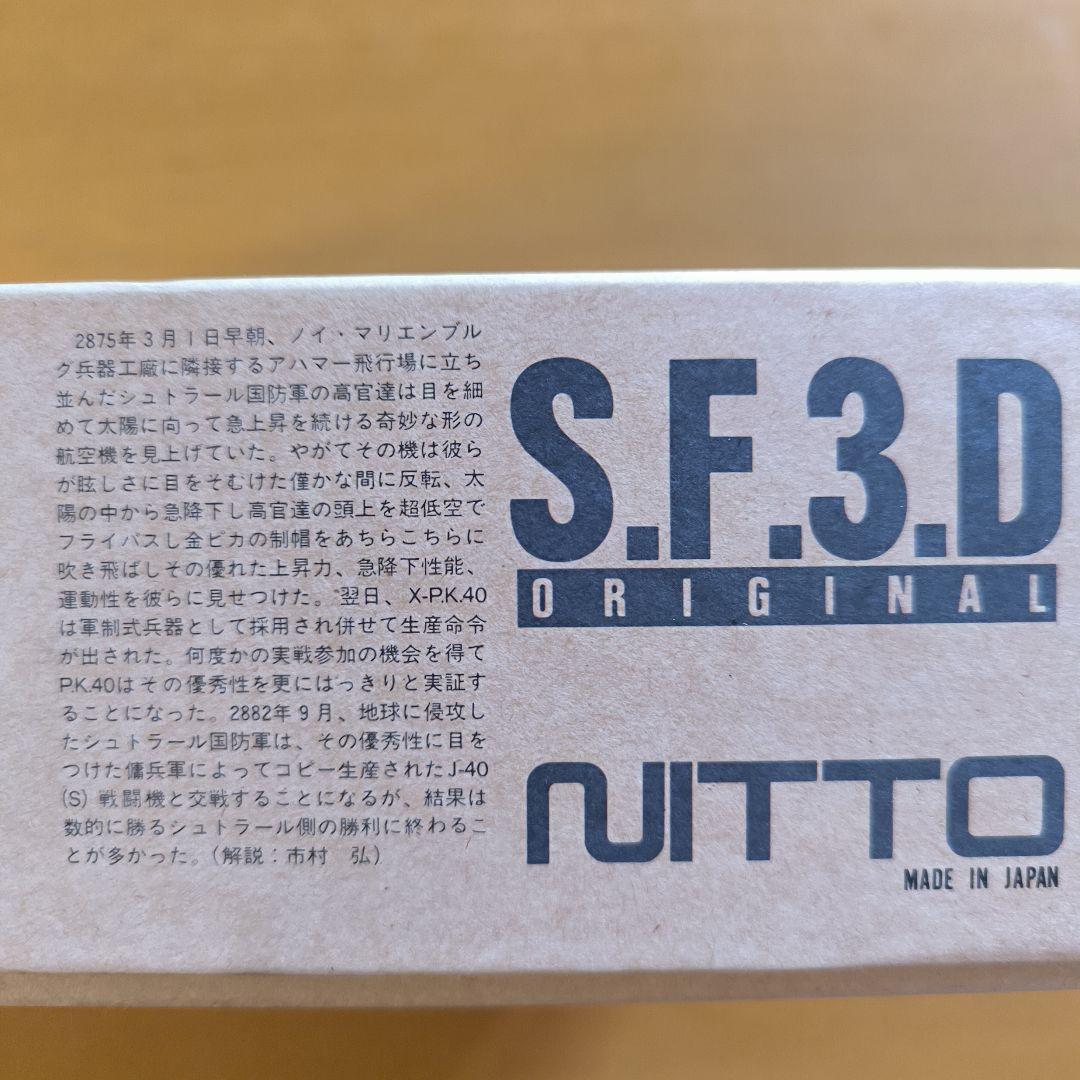 2875年3月1日早朝、ノイ・マリエンブル
グ兵器工廠に隣接するアハマー飛行場に立ち
並んだシュトラール国防軍の高官達は目を細
めて太陽に向って急上昇を続ける奇妙な形の
航空機を見上げていた。やがてその機は彼ら
が眩しさに目をそむけた僅かな間に反転、太
陽の中から急降下し高官達の頭上を超低空で
フライパスし金ピカの制帽をあちらこちらに
吹き飛ばしその優れた上昇力、急降下性能、
運動性を彼らに見せつけた。翌日、X-P.K.40
は軍制式兵器として採用され併せて生産命令
が出された。何度かの実戦参加の機会を得て
P.K.40はその優秀性を更にはっきりと実証す
ることになった。2882年9月、地球に侵攻し
たシュトラール国防軍は、その優秀性に目を
つけた傭兵軍によってコピー生産されたJ-40
(S)戦闘機と交戦することになるが、結果は
数的に勝るシュトラール側の勝利に終わるこ
とが多かった。(解説:市村 弘)
S.F.3.D
ORIGINAL
NITTO
MADE IN JAPAN